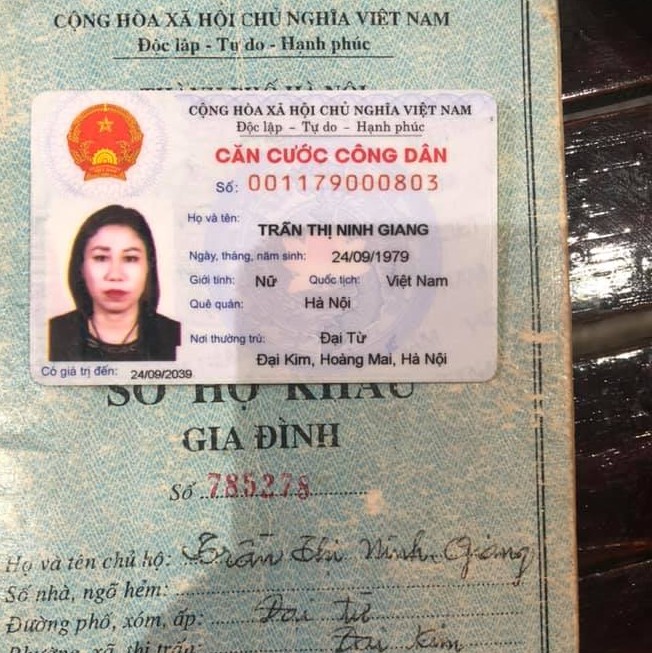 CỘNG HÒA XÃ HỘI CHỦ NGHĨA VIỆT NAM
Độc lập - Tự do - Hạnh phúc
CỘNG HÒA XÃ HỘI CHỦ NGHĨA VIỆT NAM
Độc lập - Tự do - Hạnh phúc
CĂN CƯỚC CÔNG DÂN
Số: 001179000803
Họ và tên:
TRẦN THỊ NINH GIANG
Ngày, tháng, năm sinh: 24/09/1979
Giới tính: Nữ Quốc tịch: Việt Nam
Quê quán: Hà Nội
Nơi thường trú: Đại Từ
Đại Kim, Hoàng Mai, Hà Nội
Có giá trị đến: 24/09/2039
SỔ HỘ KHẨU
GIA ĐÌNH
Số 785278
Họ và tên chủ hộ: Trần Thị Ninh Giang
Số nhà, ngõ hẻm:
Đường phố, xóm, ấp: Đại từ
Phường, xã, thị trấn: Đại Kim